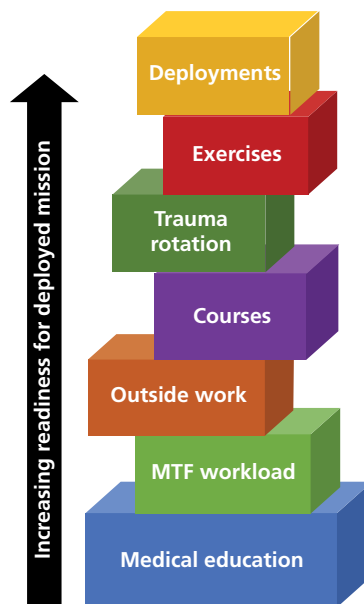 Deployments
Exercises
Trauma
rotation
Courses
Outside work
MTF workload
Medical education
Increasing readiness for deployed mission